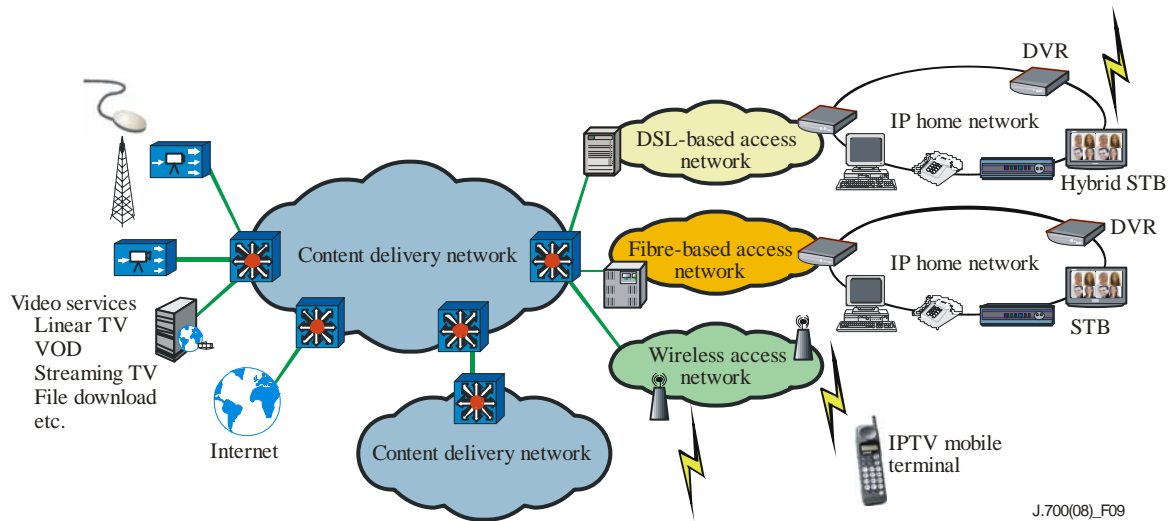 DVR
DSL-based access
network
IP home network
Hybrid STB
Content delivery network
Fibre-based access
network
IP home network
DVR
STB
Video services
Linear TV
VOD
Streaming TV
File download
etc.
Wireless access
network
Internet
Content delivery network
IPTV mobile
terminal
J.700(08)_F09